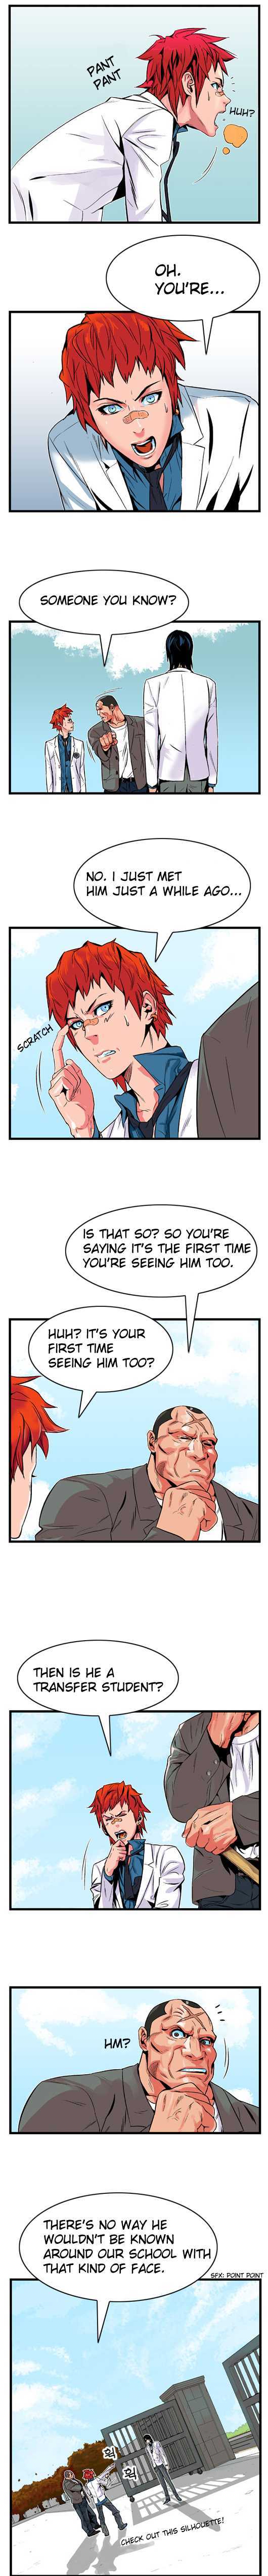 PANT
PANT
HUH?
OH.
YOU'RE...
SOMEONE YOU KNOW?
NO. I JUST MET
HIM JUST A WHILE AGO...
SCRATCH
IS THAT SO? SO YOU'RE
SAYING IT'S THE FIRST TIME
YOU'RE SEEING HIM TOO.
HUH? IT'S YOUR
FIRST TIME
SEEING HIM TOO?
THEN IS HE A
TRANSFER STUDENT?
HM?
THERE'S NO WAY HE
WOULDN'T BE KNOWN
AROUND OUR SCHOOL WITH
THAT KIND OF FACE.
SFX: POINT POINT
휙
휙
CHECK OUT THIS SILHOUETTE!